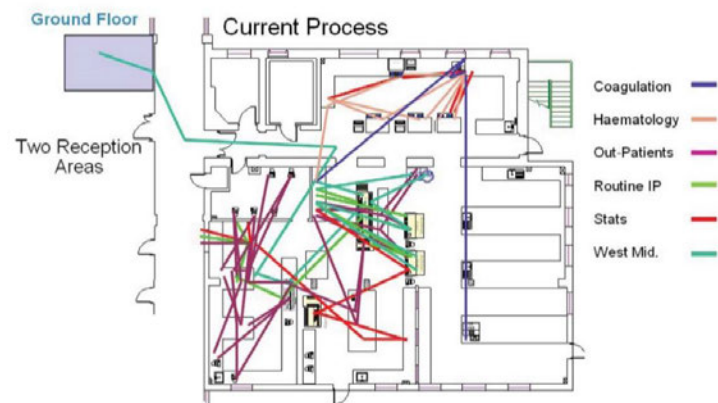 Ground Floor
Current Process
Two Reception
Areas
Coagulation
Haematology
Out-Patients
Routine IP
Stats
West Mid.